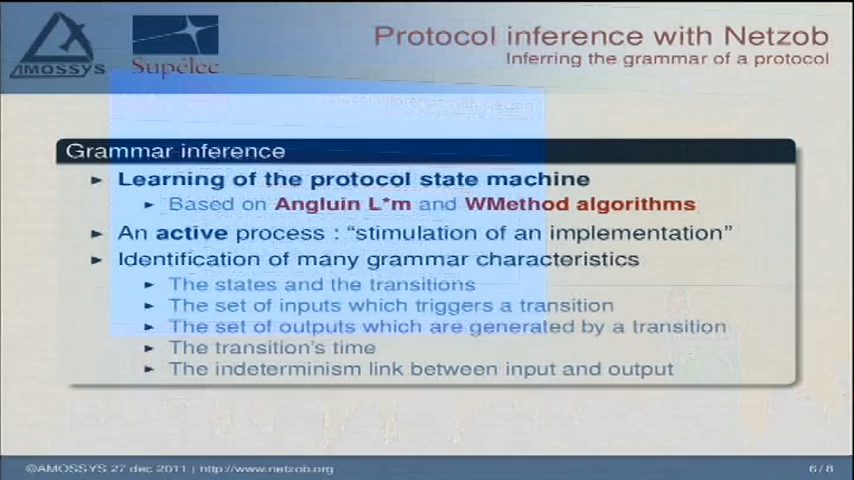 Protocol inference with Netzob
Inferring the grammar of a protocol
AMOSSYS
Supélec
Grammar inference
Learning of the protocol state machine
Based on Angluin L*m and WMethod algorithms
An active process : “stimulation of an implementation”
Identification of many grammar characteristics
The states and the transitions
The set of inputs which triggers a transition
The set of outputs which are generated by a transition
The transition's time
The indeterminism link between input and output
©AMOSSYS 27 dec 2011 | http://www.netzob.org
6/8